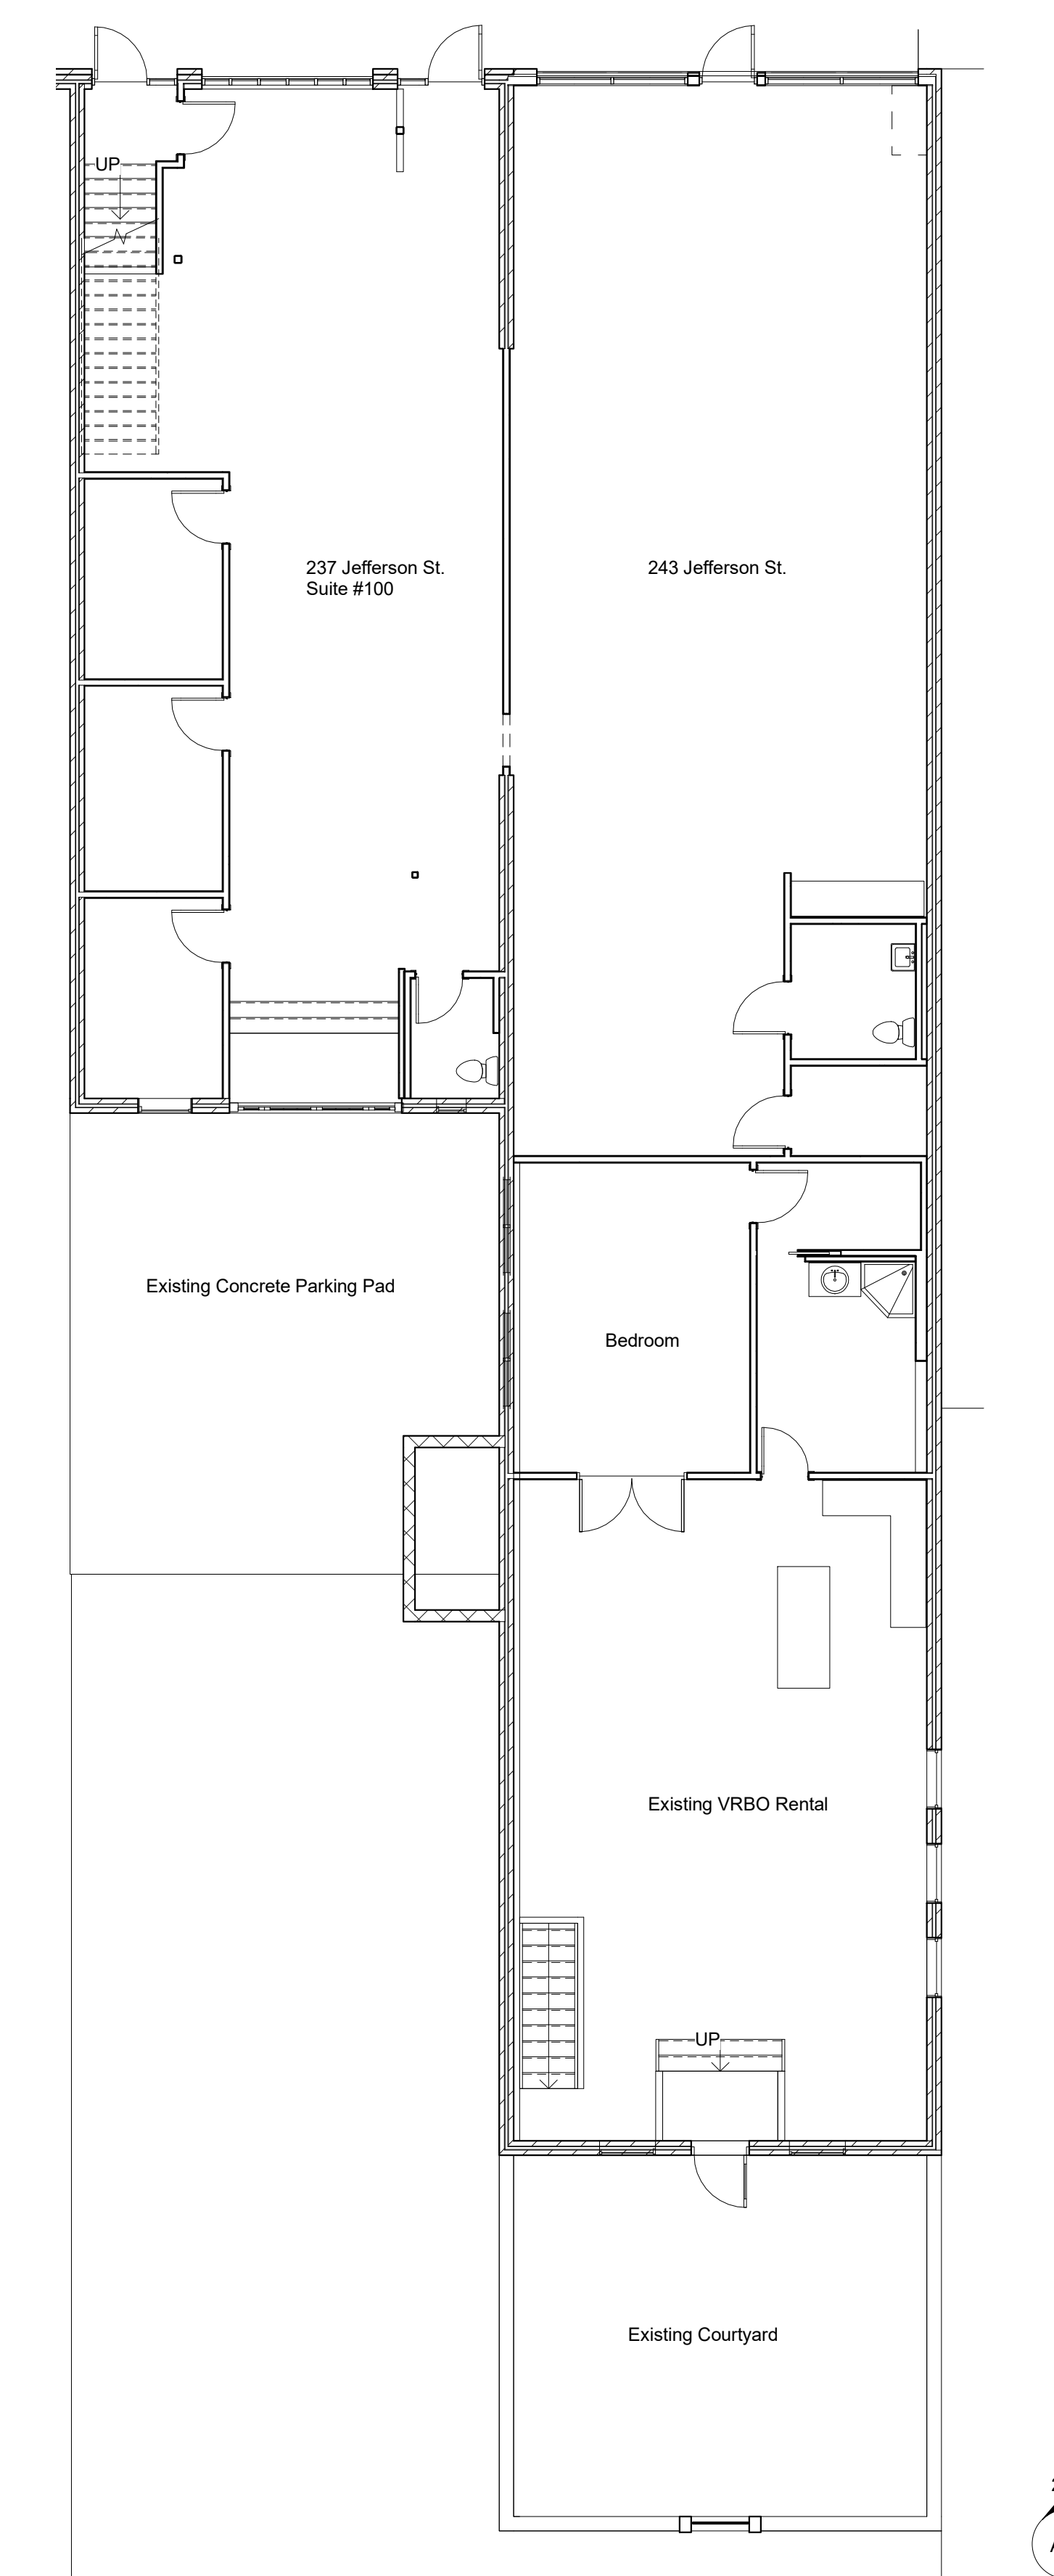 UP
237 Jefferson St.
Suite #100
243 Jefferson St.
Existing Concrete Parking Pad
Bedroom
Existing VRBO Rental
UP
Existing Courtyard